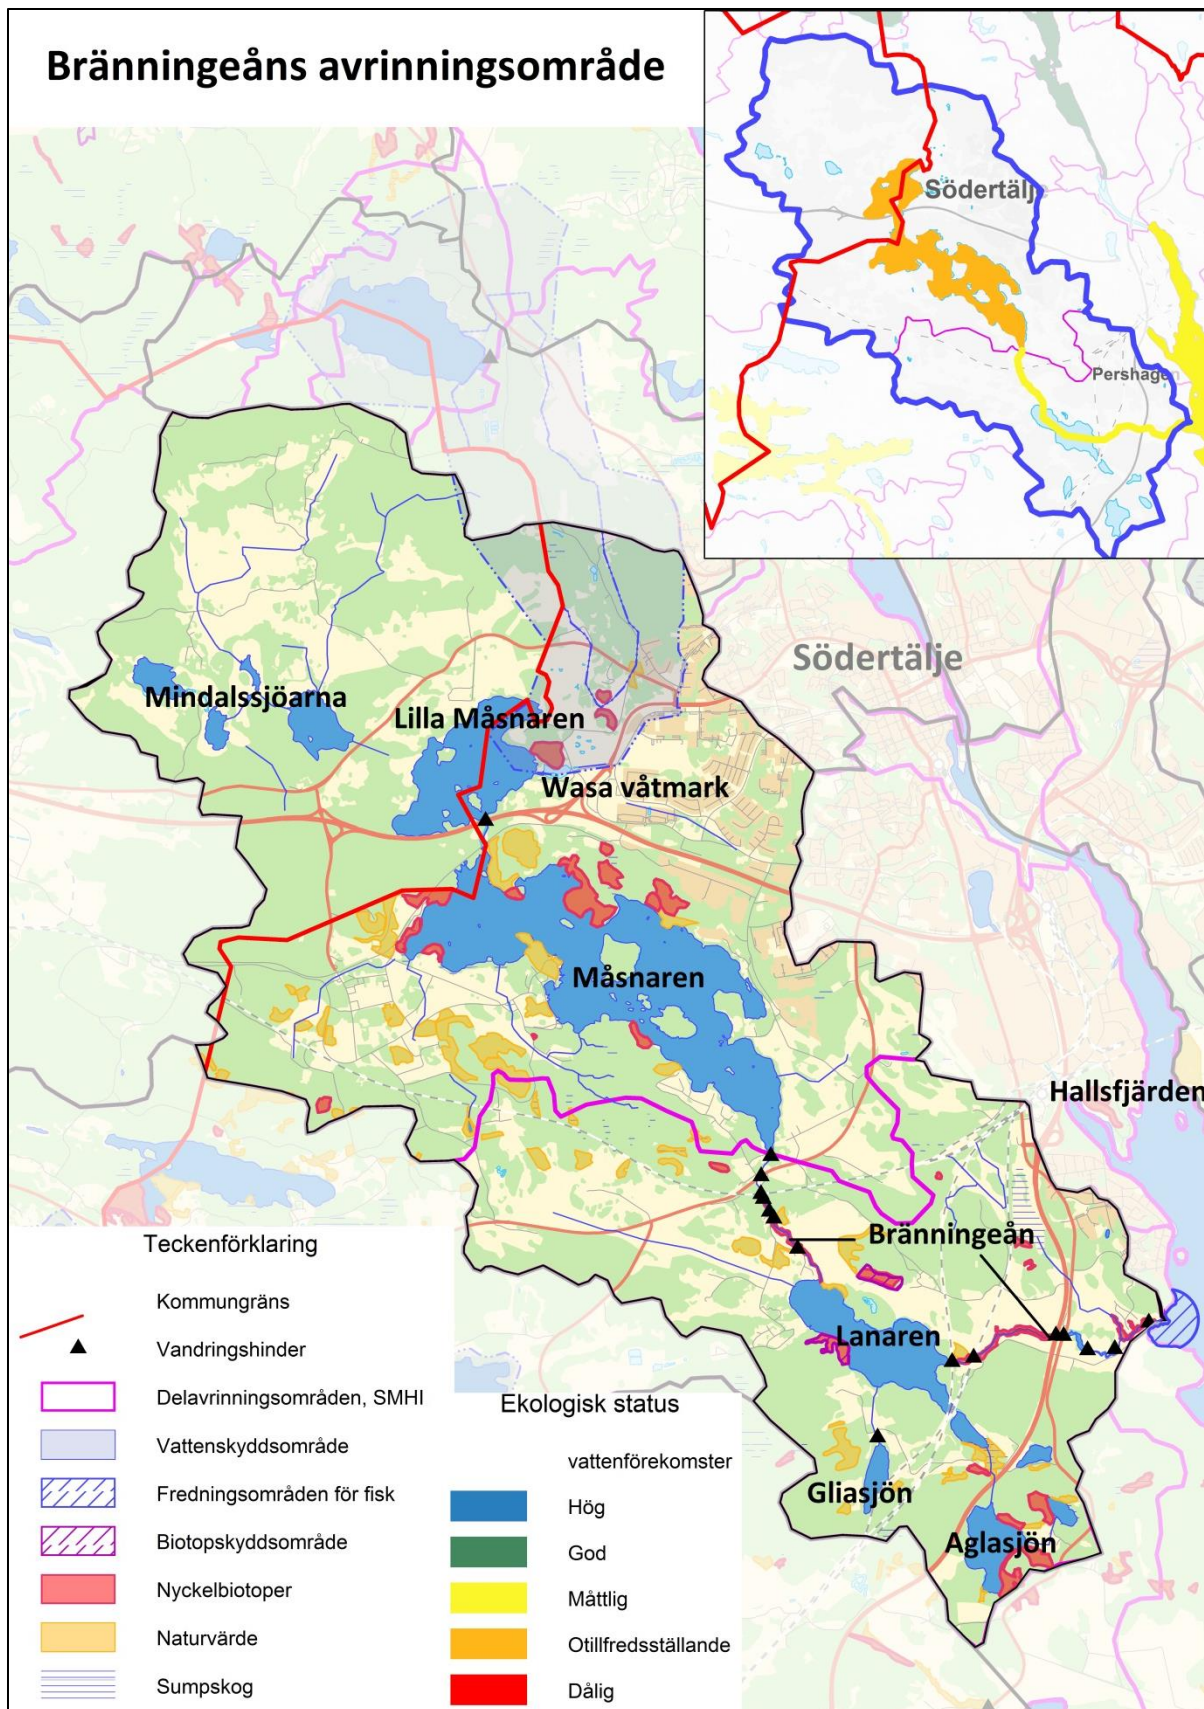 Bränningeåns avrinningsområde
Södertälj
Pershagen
Södertälje
Mindalssjöarna
Lilla Måsnaren
Wasa våtmark
Måsnaren
Hallsfjärden
Bränningeån
Lanaren
Gliasjön
Aglasjön
Teckenförklaring
Kommungräns
Vandringshinder
Delavrinningsområden, SMHI
Vattenskyddsområde
Fredningsområden för fisk
Biotopskyddsområde
Nyckelbiotoper
Naturvärde
Sumpskog
Ekologisk status
vattenförekomster
Hög
God
Måttlig
Otillfredsställande
Dålig